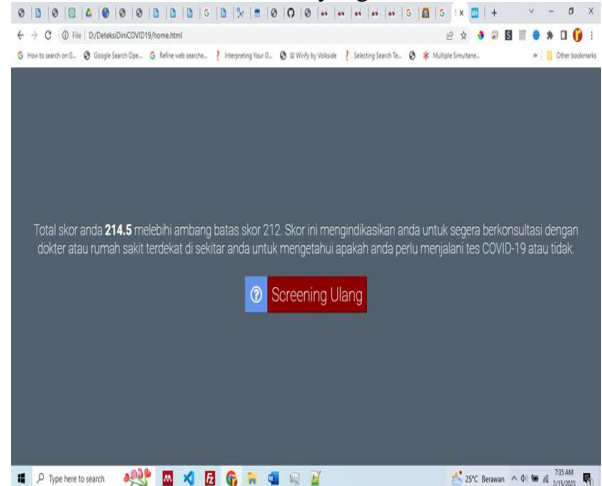 File | D:/DeteksiDiniCOVID19/home.html
How to search on G... Google Search Ope... Refine web searche... Interpreting Your G... Winfy by Volkside Selecting Search Te... Multiple Simultane... » Other bookmarks
Total skor anda 214.5 melebihi ambang batas skor 212. Skor ini mengindikasikan anda untuk segera berkonsultasi dengan
dokter atau rumah sakit terdekat di sekitar anda untuk mengetahui apakah anda perlu menjalani tes COVID-19 atau tidak.
Screening Ulang
Type here to search 25°C Berawan 7:35 AM
2/15/2023